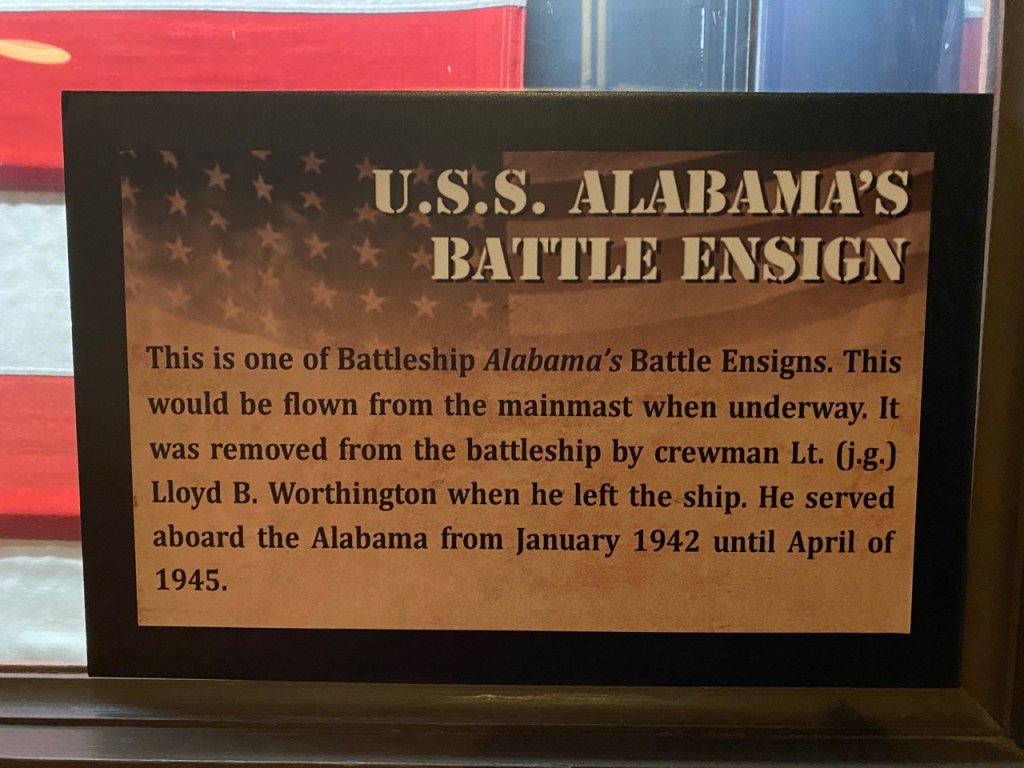 U.S.S. ALABAMA'S
BATTLE ENSIGN
This is one of Battleship Alabama's Battle Ensigns. This
would be flown from the mainmast when underway. It
was removed from the battleship by crewman Lt. (j.g.)
Lloyd B. Worthington when he left the ship. He served
aboard the Alabama from January 1942 until April of
1945.